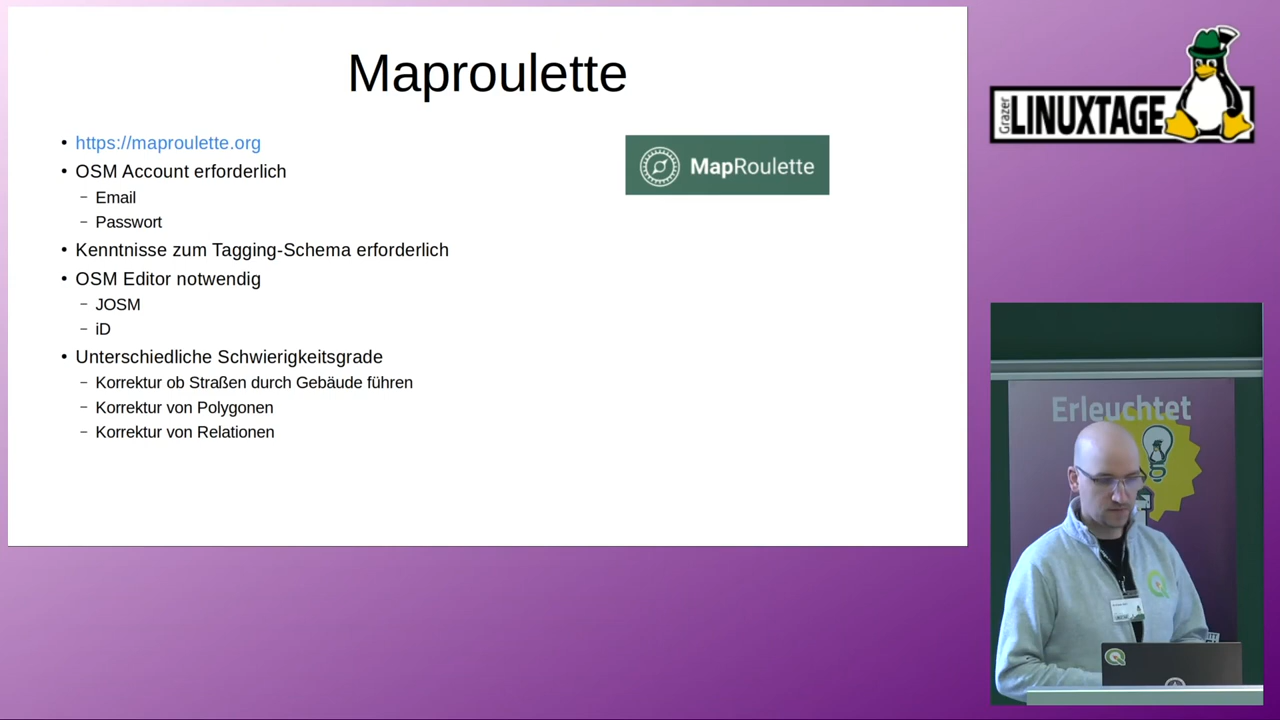 Maproulette
• https://maproulette.org
• OSM Account erforderlich
– Email
– Passwort
• Kenntnisse zum Tagging-Schema erforderlich
• OSM Editor notwendig
– JOSM
– iD
• Unterschiedliche Schwierigkeitsgrade
– Korrektur ob Straßen durch Gebäude führen
– Korrektur von Polygonen
– Korrektur von Relationen
MapRoulette
Grazer
LINUXTAGE
Erleuchtet